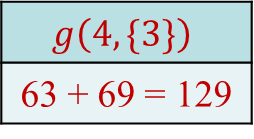 g(4,{3})
63 + 69 = 129